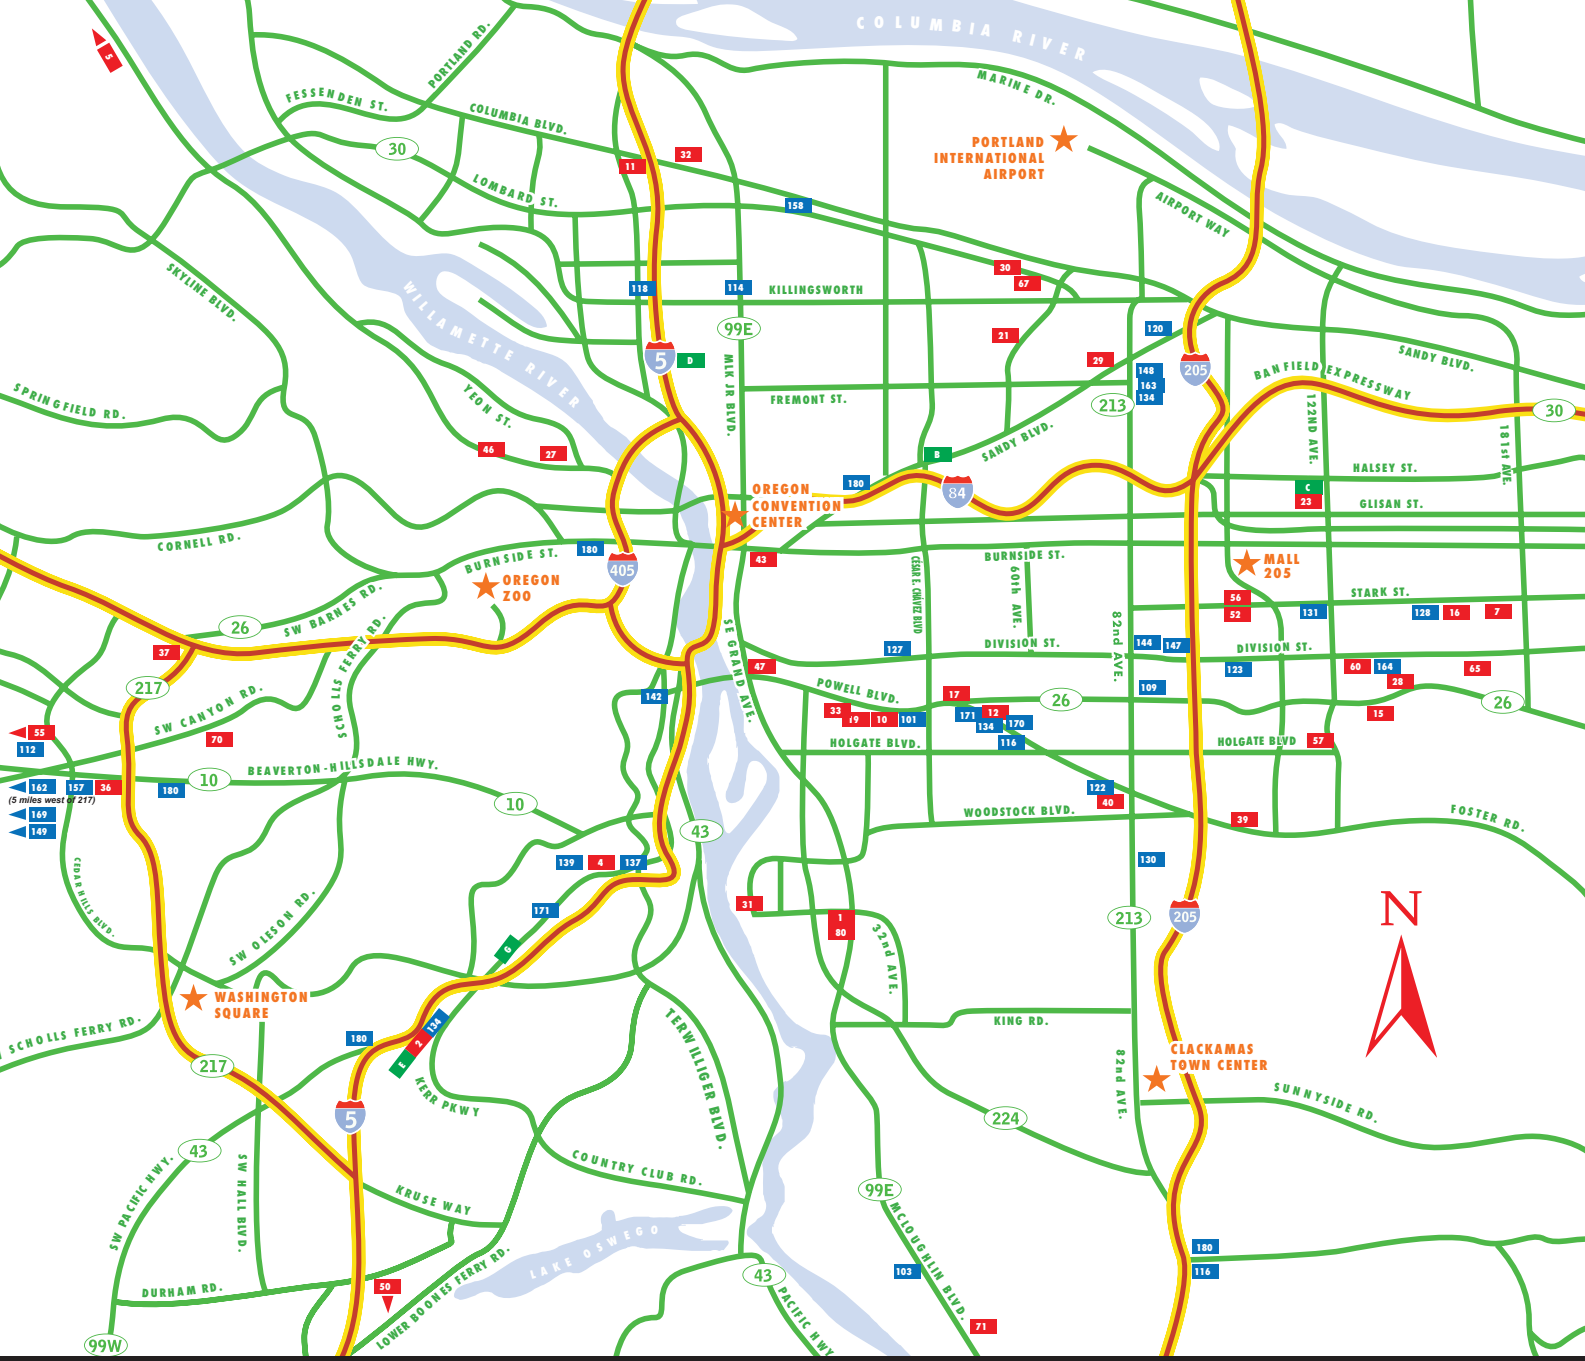 COLUMBIA RIVER
5
PORTLAND RD.
MARINE DR.
FESSENDEN ST.
COLUMBIA BLVD.
PORTLAND
INTERNATIONAL
AIRPORT
30
32
11
LOMBARD ST.
158
AIRPORT WAY
SKYLINE BLVD.
30
67
118
114
KILLINGSWORTH
WILLAMETTE RIVER
99E
120
21
5
D
29
205
148
163
134
SANDY BLVD.
BANFIELD EXPRESSWAY
MLK JR BLVD.
SPRINGFIELD RD.
YEON ST.
FREMONT ST.
213
122ND AVE.
30
181st AVE.
SANDY BLVD.
46
27
B
HALSEY ST.
180
84
OREGON
CONVENTION
CENTER
C
23
GLISAN ST.
CORNELL RD.
BURNSIDE ST.
180
43
BURNSIDE ST.
CESAR E. CHÁVEZ BLVD
60th AVE.
MALL
205
405
OREGON
ZOO
SW BARNES RD.
56
52
STARK ST.
131
128
16
7
26
SCHOLLS FERRY RD.
82nd AVE.
SE GRAND AVE.
37
127
DIVISION ST.
144
147
DIVISION ST.
47
123
60
164
28
65
217
SW CANYON RD.
142
POWELL BLVD.
17
109
26
26
33
19
10
101
171
12
134
170
116
15
55
112
70
HOLGATE BLVD.
HOLGATE BLVD
57
BEAVERTON-HILLSDALE HWY.
10
162
157
36
180
(5 miles west of 217)
169
149
10
122
40
WOODSTOCK BLVD.
39
FOSTER RD.
43
CEDAR HILLS BLVD.
139
4
137
130
171
31
1
80
213
205
N
SW OLESON RD.
G
32nd AVE.
WASHINGTON
SQUARE
SCHOLLS FERRY RD.
180
134
2
E
TERWILLIGER BLVD.
KING RD.
217
KERR PKWY
82nd AVE.
CLACKAMAS
TOWN CENTER
SUNNYSIDE RD.
5
224
43
SW PACIFIC HWY.
SW HALL BLVD.
COUNTRY CLUB RD.
KRUSE WAY
99E
MCLOUGHLIN BLVD.
LAKE OSWEGO
180
116
103
43
DURHAM RD.
50
LOWER BOONES FERRY RD.
PACIFIC HWY
71
99W